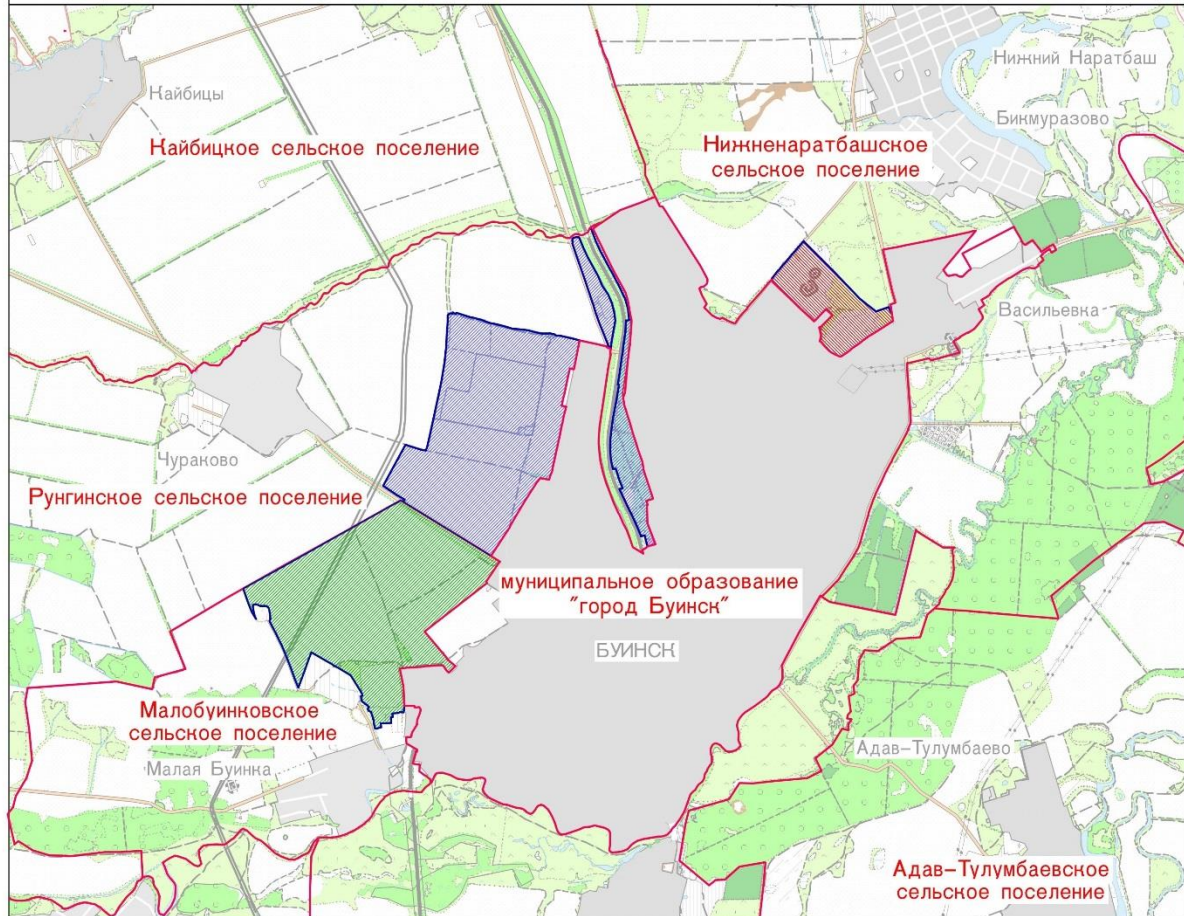 Нижний Наратбаш
Кайбицы
Бикмуразово
Кайбицкое сельское поселение
Нижненаратбашское
сельское поселение
Васильевка
Чураково
Рунгинское сельское поселение
муниципальное образование
"город Буинск"
БУИНСК
Малобуинковское
сельское поселение
Адав-Тулумбаево
Малая Буинка
Адав-Тулумбаевское
сельское поселение